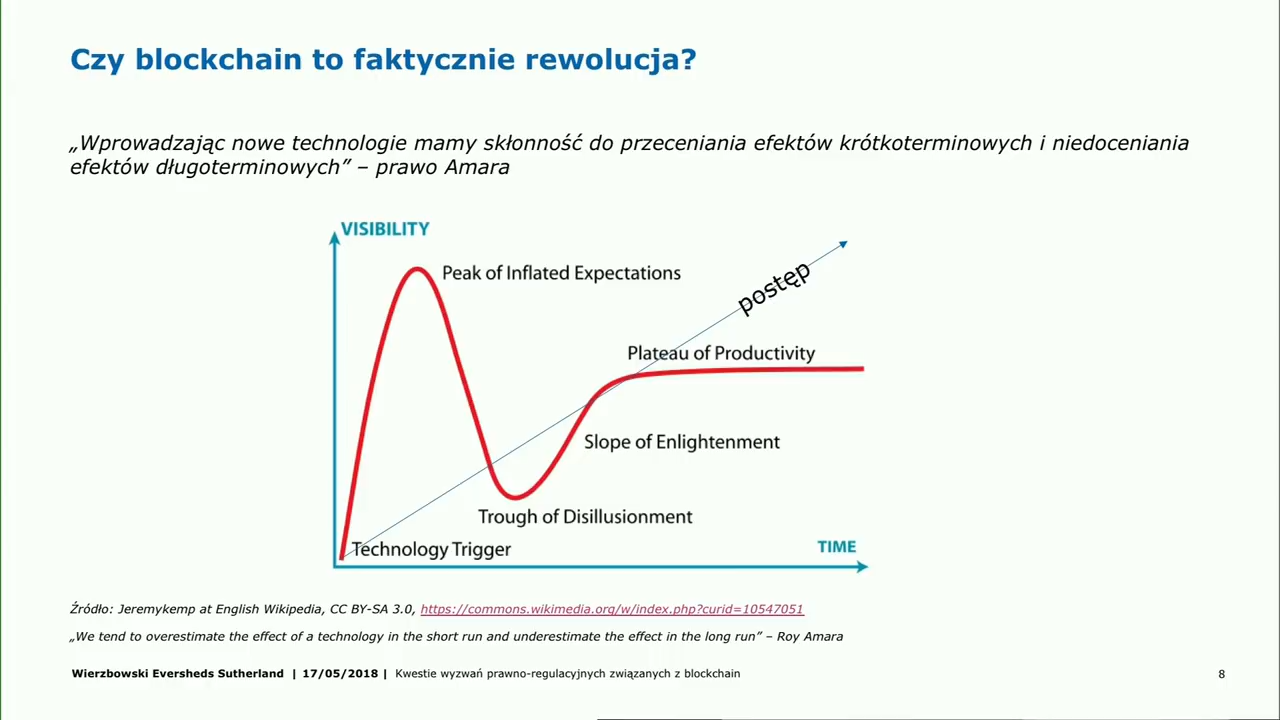 Czy blockchain to faktycznie rewolucja?
„Wprowadzając nowe technologie mamy skłonność do przeceniania efektów krótkoterminowych i niedoceniania
efektów długoterminowych” – prawo Amara
VISIBILITY
Peak of Inflated Expectations
postęp
Plateau of Productivity
Slope of Enlightenment
Trough of Disillusionment
Technology Trigger
TIME
Źródło: Jeremykemp at English Wikipedia, CC BY-SA 3.0, https://commons.wikimedia.org/w/index.php?curid=10547051
„We tend to overestimate the effect of a technology in the short run and underestimate the effect in the long run” – Roy Amara
Wierzbowski Eversheds Sutherland | 17/05/2018 | Kwestie wyzwań prawno-regulacyjnych związanych z blockchain
8